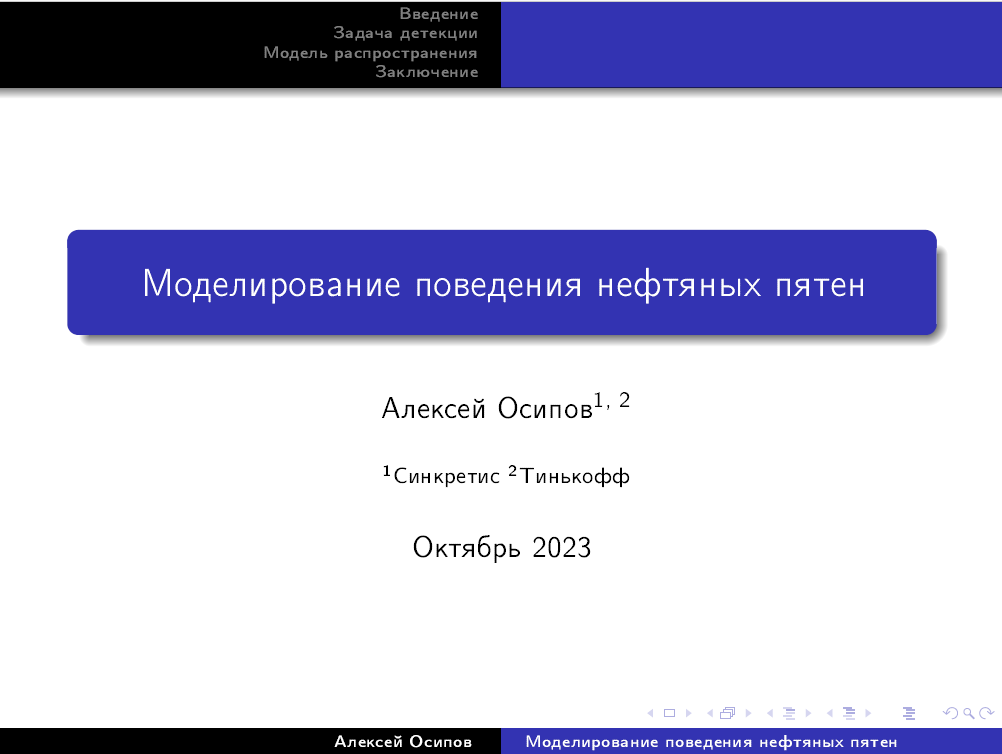 Введение
Задача детекции
Модель распространения
Заключение
Моделирование поведения нефтяных пятен
Алексей Осипов1, 2
1Синкретис 2Тинькофф
Октябрь 2023
Алексей Осипов Моделирование поведения нефтяных пятен